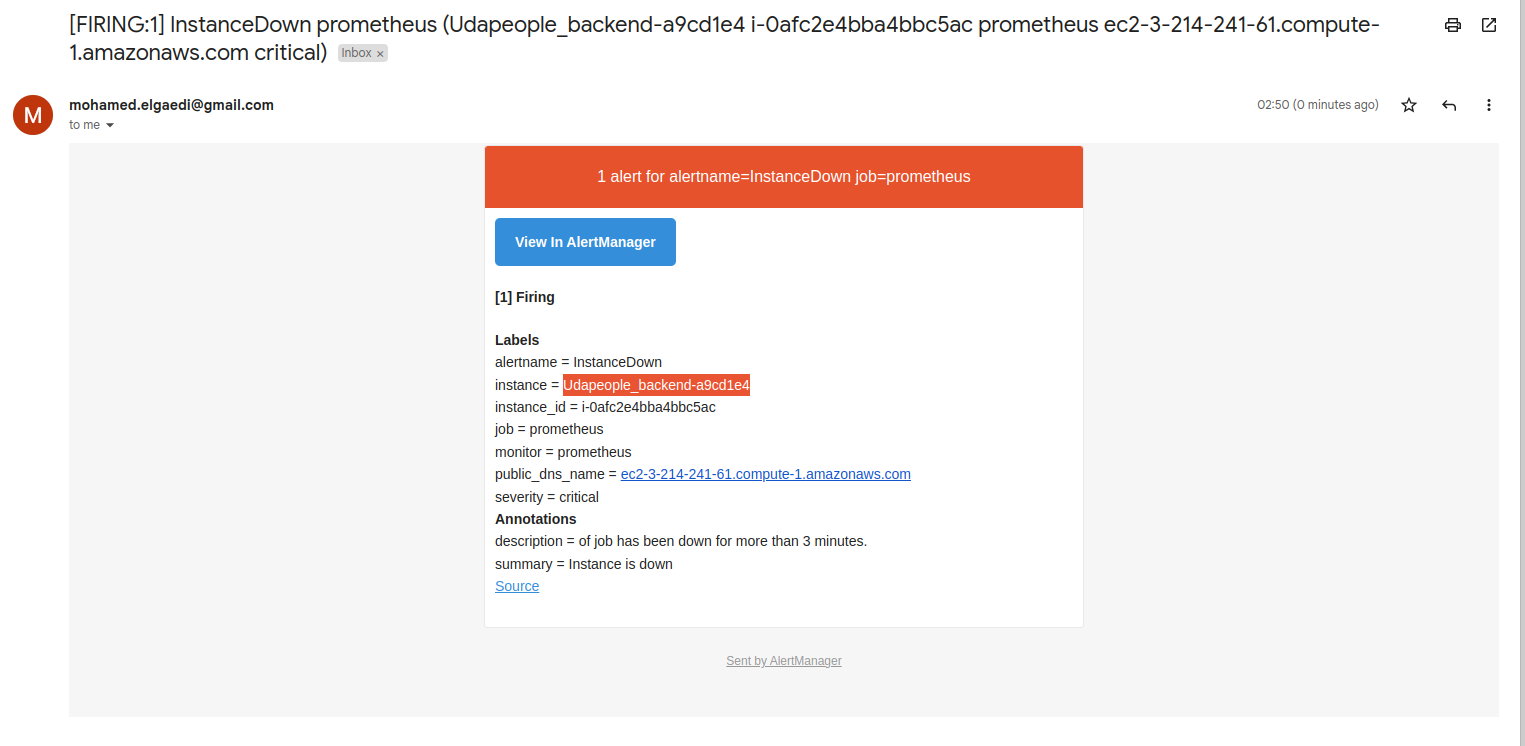 [FIRING:1] InstanceDown prometheus (Udapeople_backend-a9cd1e4 i-0afc2e4bba4bbc5ac prometheus ec2-3-214-241-61.compute-
1.amazonaws.com critical) Inbox ×
M
mohamed.elgaedi@gmail.com
02:50 (0 minutes ago)
to me
1 alert for alertname=InstanceDown job=prometheus
View In AlertManager
[1] Firing
Labels
alertname = InstanceDown
instance = Udapeople_backend-a9cd1e4
instance_id = i-0afc2e4bba4bbc5ac
job = prometheus
monitor = prometheus
public_dns_name = ec2-3-214-241-61.compute-1.amazonaws.com
severity = critical
Annotations
description = of job has been down for more than 3 minutes.
summary = Instance is down
Source
Sent by AlertManager